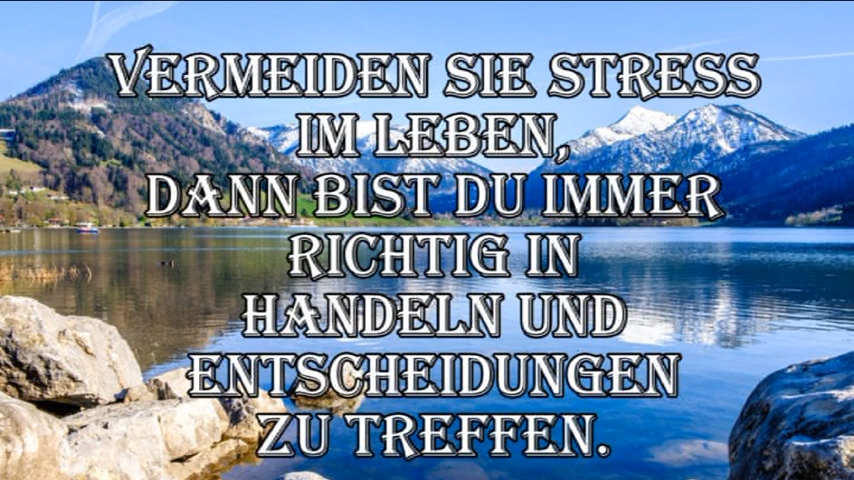 VERMEIDEN SIE STRESS
IM LEBEN,
DANN BIST DU IMMER
RICHTIG IN
HANDELN UND
ENTSCHEIDUNGEN
ZU TREFFEN.